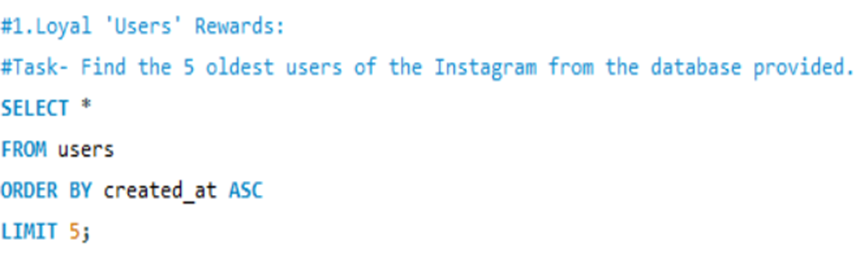 #1.Loyal 'Users' Rewards:
#Task- Find the 5 oldest users of the Instagram from the database provided.
SELECT *
FROM users
ORDER BY created_at ASC
LIMIT 5;